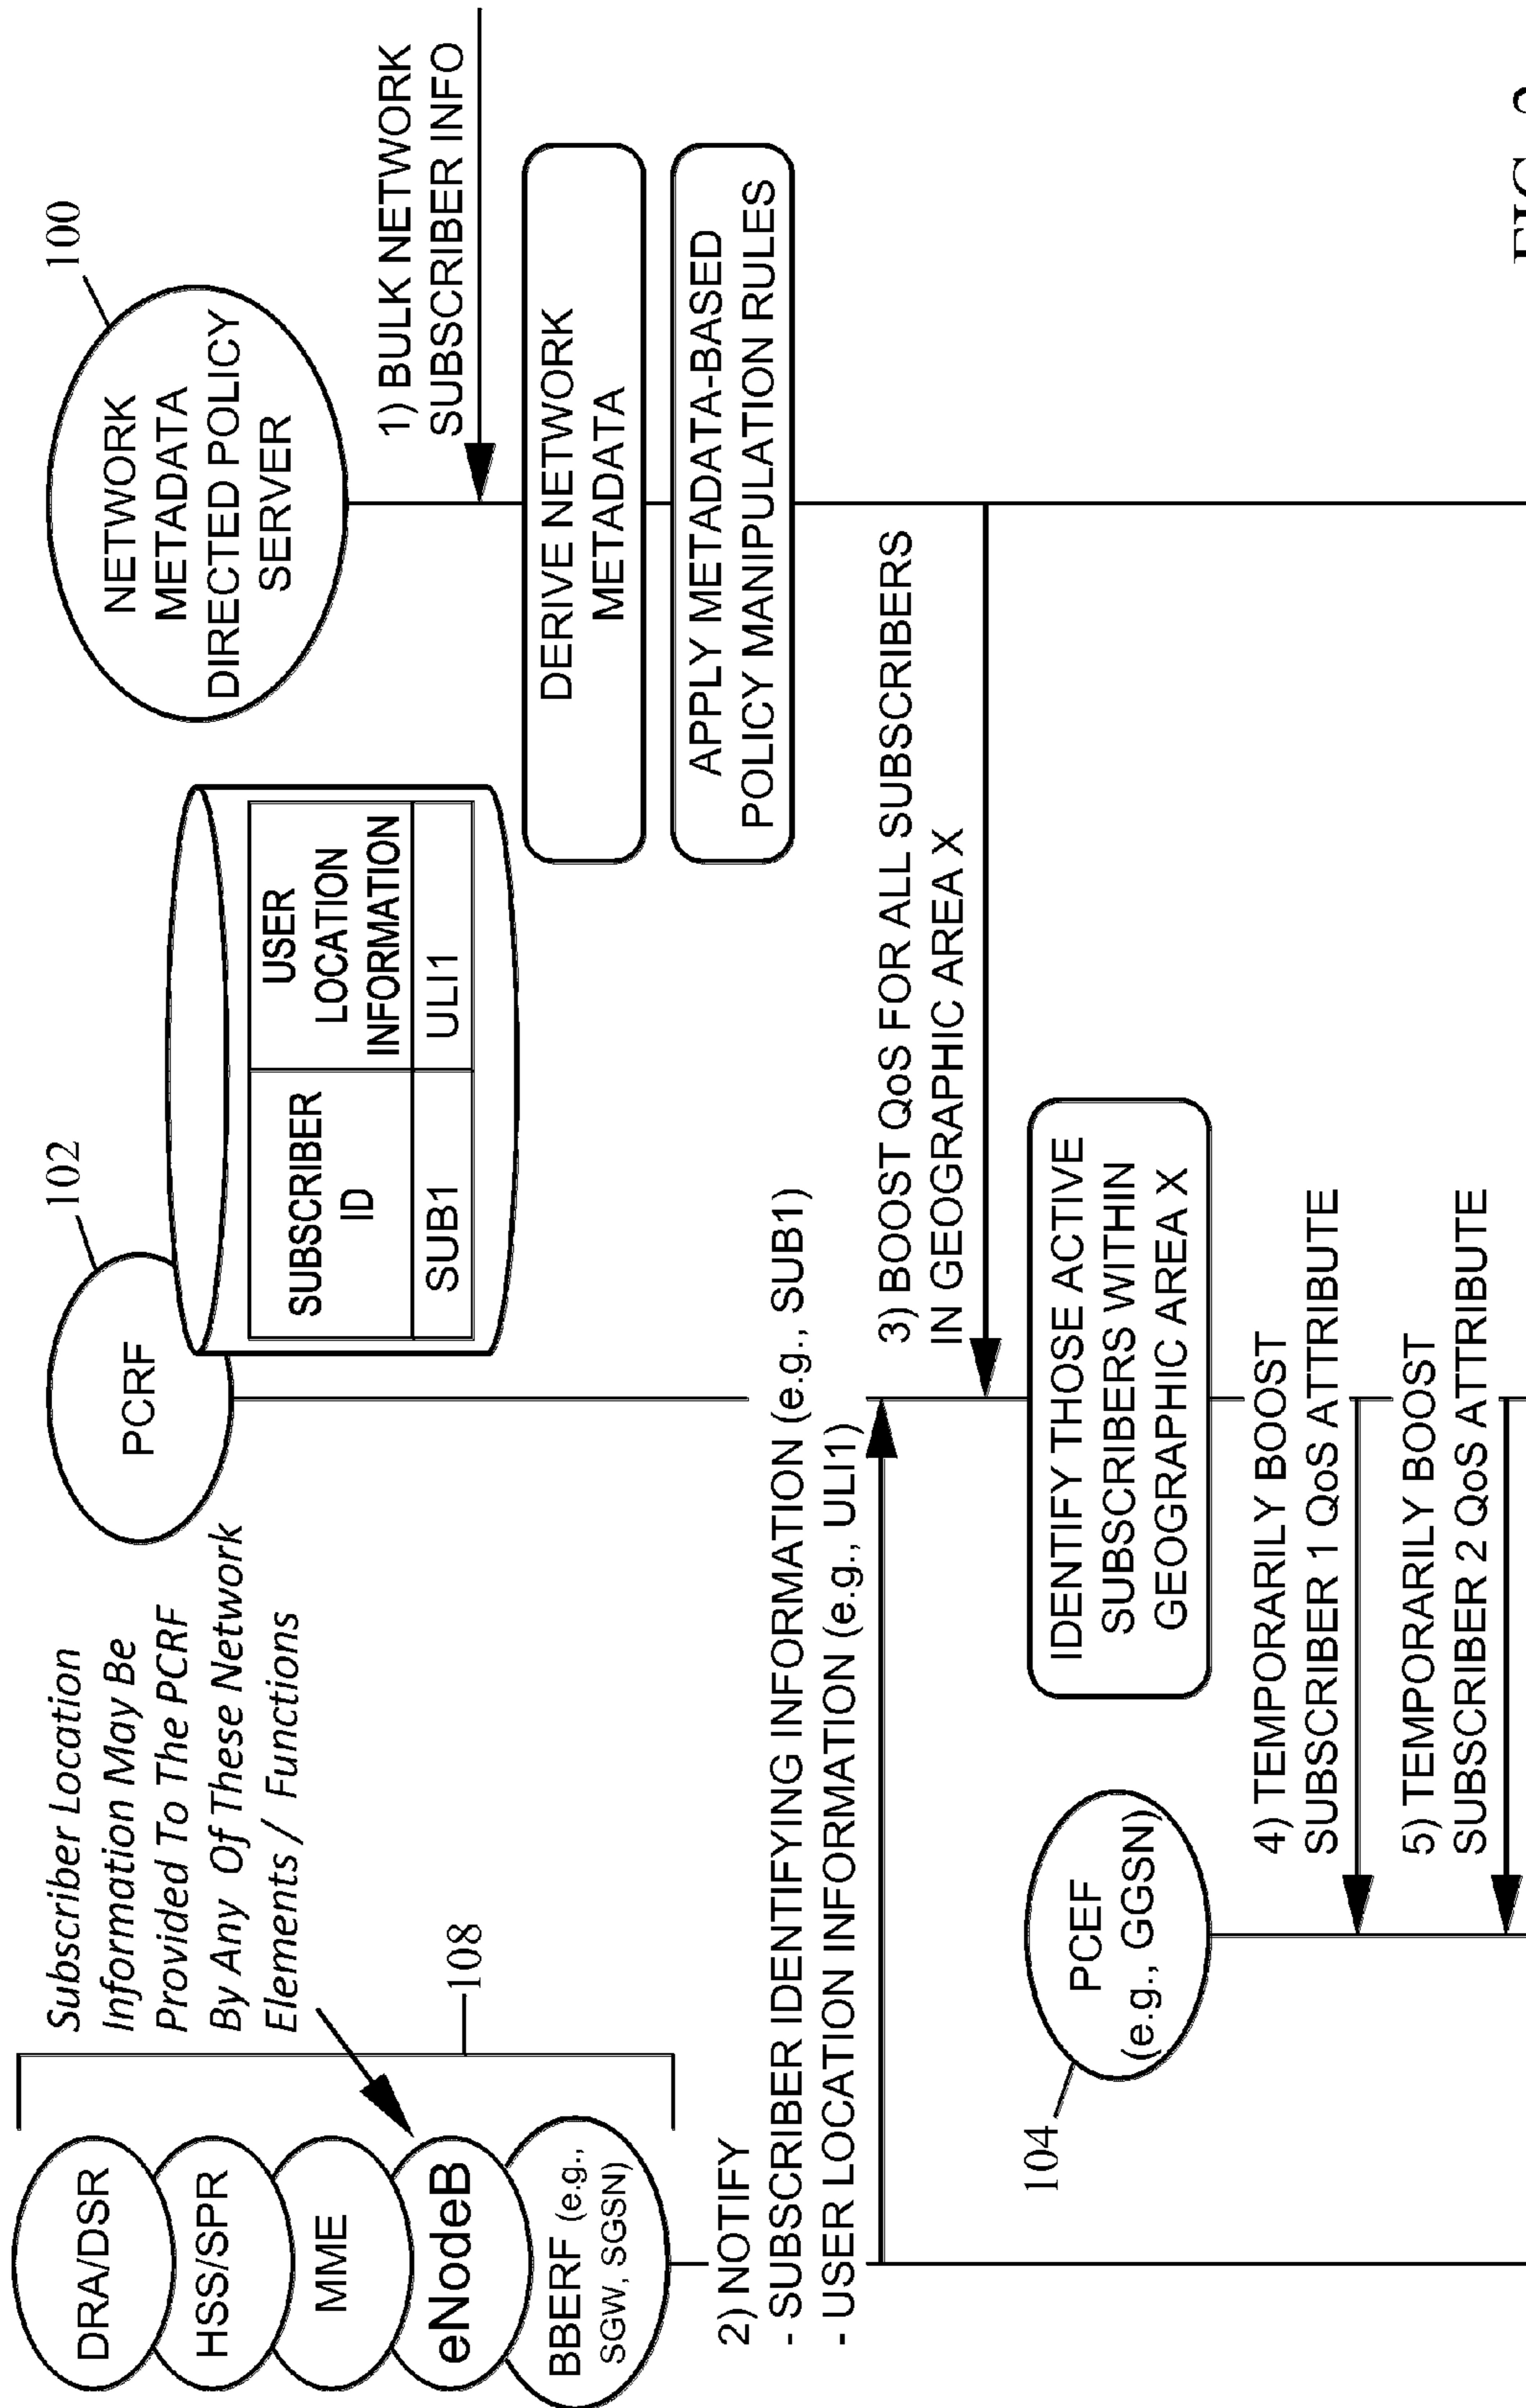 DRA/DSR
HSS/SPR
MME
eNodeB
BBERF (e.g.,
SGW, SGSN)
Subscriber Location
Information May Be
Provided To The PCRF
By Any Of These Network
Elements / Functions
108
PCRF
102
SUBSCRIBER
ID
USER
LOCATION
INFORMATION
SUB1
ULI1
NETWORK
METADATA
DIRECTED POLICY
SERVER
100
1) BULK NETWORK
SUBSCRIBER INFO
DERIVE NETWORK
METADATA
APPLY METADATA-BASED
POLICY MANIPULATION RULES
2) NOTIFY
- SUBSCRIBER IDENTIFYING INFORMATION (e.g., SUB1)
- USER LOCATION INFORMATION (e.g., ULI1)
3) BOOST QoS FOR ALL SUBSCRIBERS
IN GEOGRAPHIC AREA X
IDENTIFY THOSE ACTIVE
SUBSCRIBERS WITHIN
GEOGRAPHIC AREA X
PCEF
(e.g., GGSN)
104
4) TEMPORARILY BOOST
SUBSCRIBER 1 QoS ATTRIBUTE
5) TEMPORARILY BOOST
SUBSCRIBER 2 QoS ATTRIBUTE
FIG.